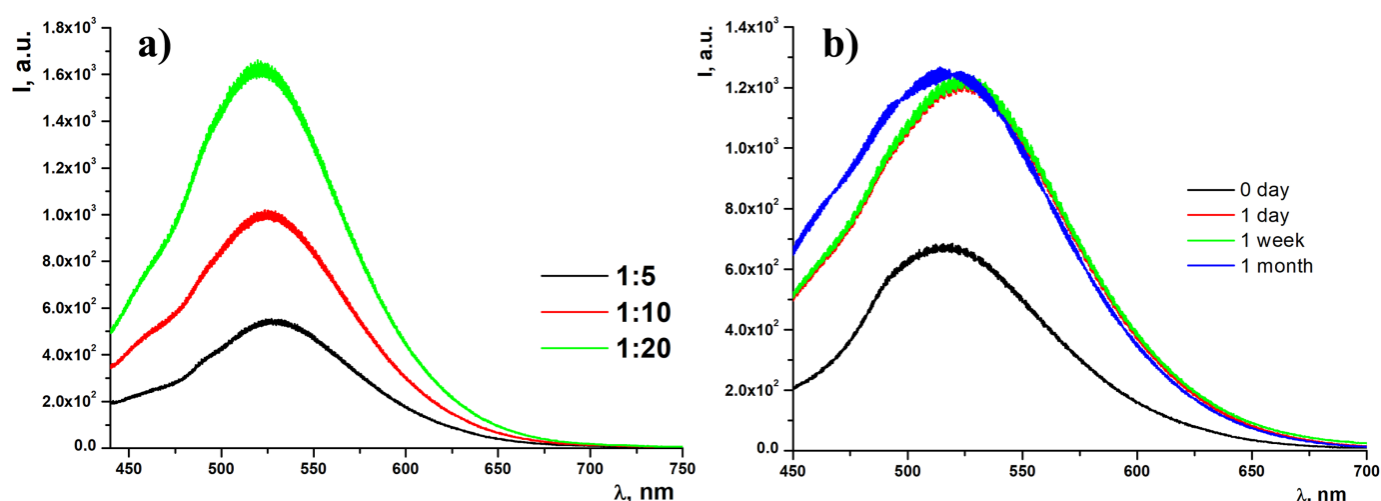 a)
I, a.u.
1.8x10³
1.6x10³
1.4x10³
1.2x10³
1.0x10³
8.0x10²
6.0x10²
4.0x10²
2.0x10²
0.0
450 500 550 600 650 700 750
λ, nm
1:5
1:10
1:20
b)
I, a.u.
1.4x10³
1.2x10³
1.0x10³
8.0x10²
6.0x10²
4.0x10²
2.0x10²
0.0
450 500 550 600 650 700
λ, nm
0 day
1 day
1 week
1 month